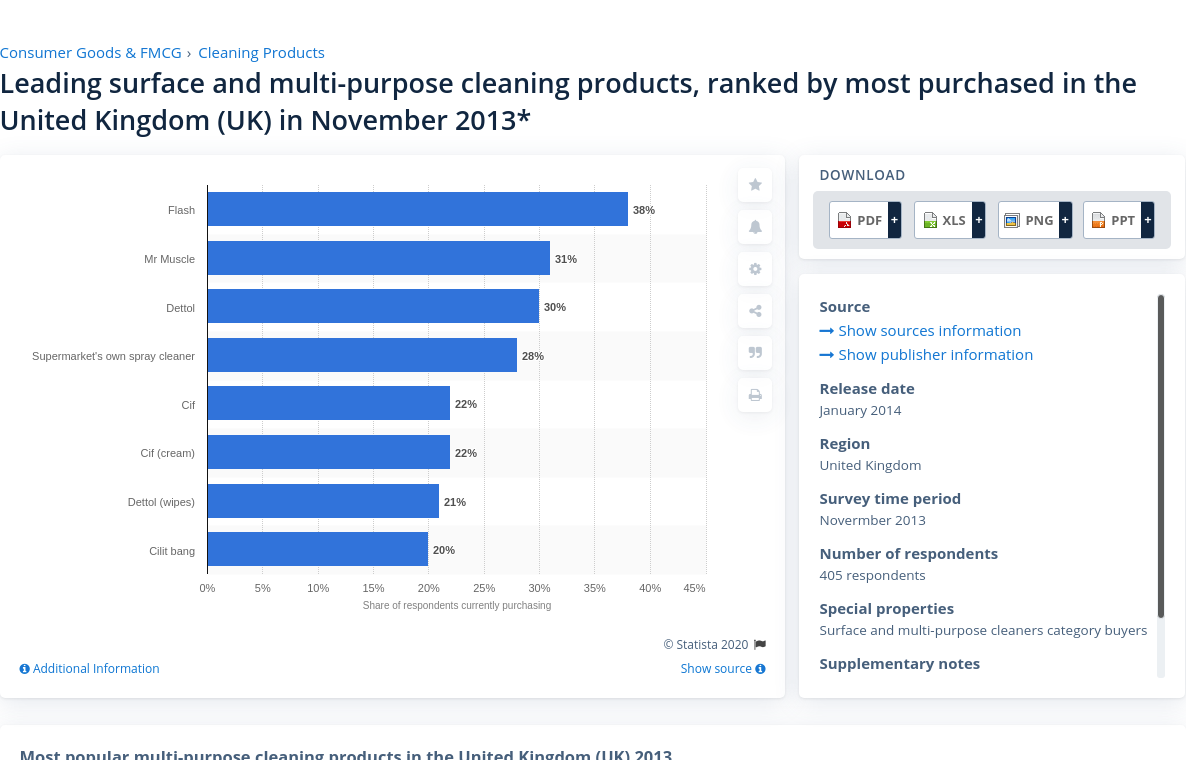 Consumer Goods & FMCG › Cleaning Products
Leading surface and multi-purpose cleaning products, ranked by most purchased in the
United Kingdom (UK) in November 2013*
Flash
38%
Mr Muscle
31%
Dettol
30%
Supermarket's own spray cleaner
28%
Cif
22%
Cif (cream)
22%
Dettol (wipes)
21%
Cilit bang
20%
0% 5% 10% 15% 20% 25% 30% 35% 40% 45%
Share of respondents currently purchasing
© Statista 2020
Additional Information
Show source
DOWNLOAD
PDF + XLS + PNG + PPT +
Source
Show sources information
Show publisher information
Release date
January 2014
Region
United Kingdom
Survey time period
Novermber 2013
Number of respondents
405 respondents
Special properties
Surface and multi-purpose cleaners category buyers
Supplementary notes
Most popular multi-purpose cleaning products in the United Kingdom (UK) 2013